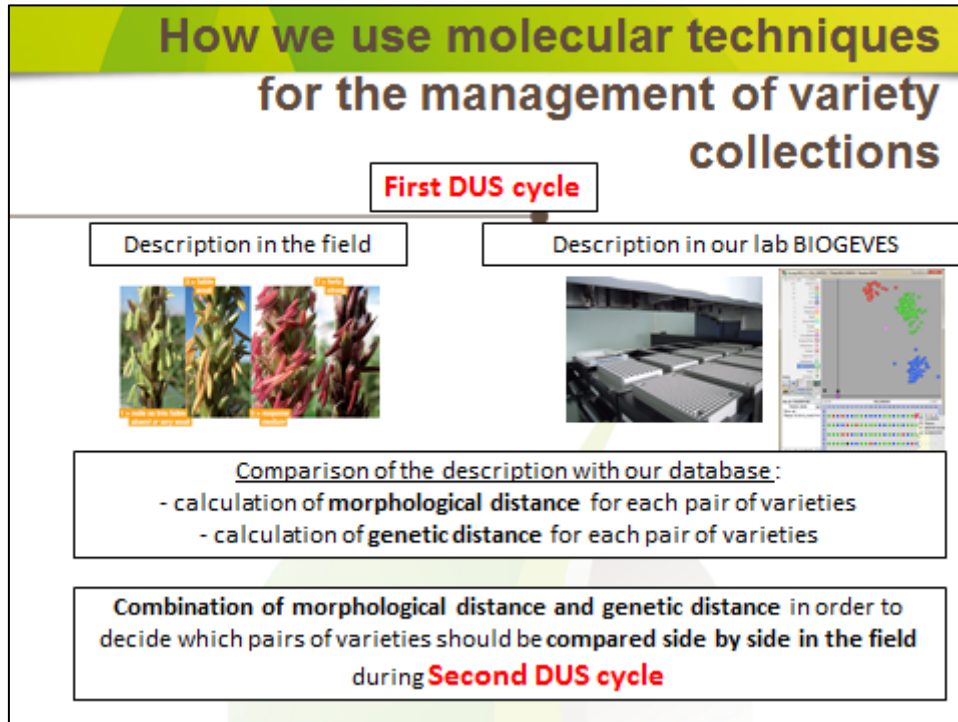 How we use molecular techniques
for the management of variety
collections
First DUS cycle
Description in the field
Description in our lab BIOGEVES
Comparison of the description with our database :
- calculation of morphological distance for each pair of varieties
- calculation of genetic distance for each pair of varieties
Combination of morphological distance and genetic distance in order to
decide which pairs of varieties should be compared side by side in the field
during Second DUS cycle